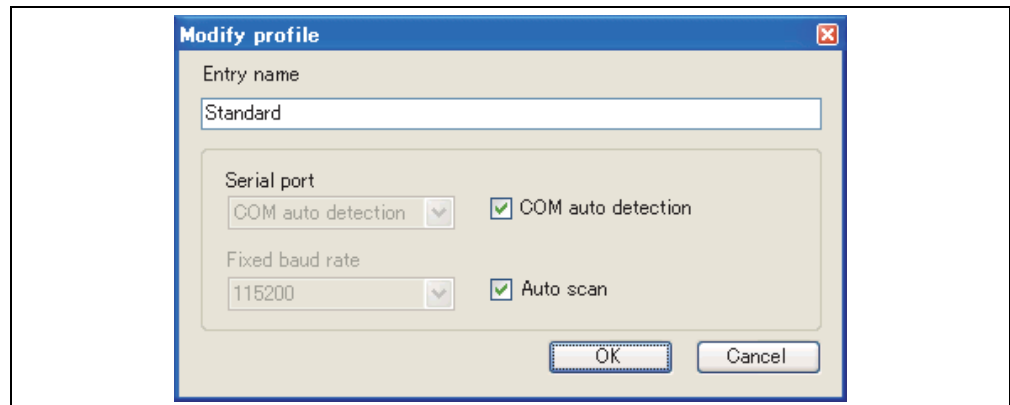 Modify profile
Entry name
Standard
Serial port
COM auto detection
COM auto detection
Fixed baud rate
115200
Auto scan
OK
Cancel